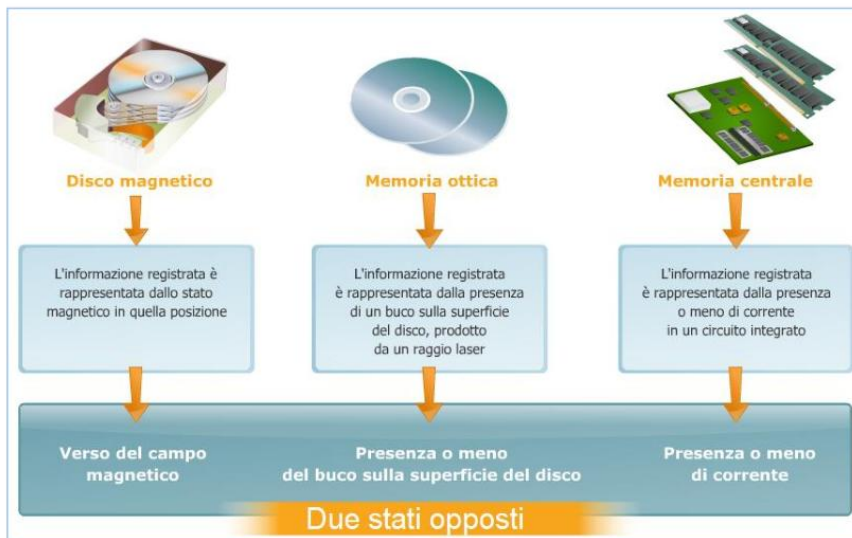 Disco magnetico
Memoria ottica
Memoria centrale
L'informazione registrata è
rappresentata dallo stato
magnetico in quella posizione
L'informazione registrata
è rappresentata dalla presenza
di un buco sulla superficie
del disco, prodotto
da un raggio laser
L'informazione registrata
è rappresentata dalla presenza
o meno di corrente
in un circuito integrato
Verso del campo
magnetico
Presenza o meno
del buco sulla superficie del disco
Presenza o meno
di corrente
Due stati opposti